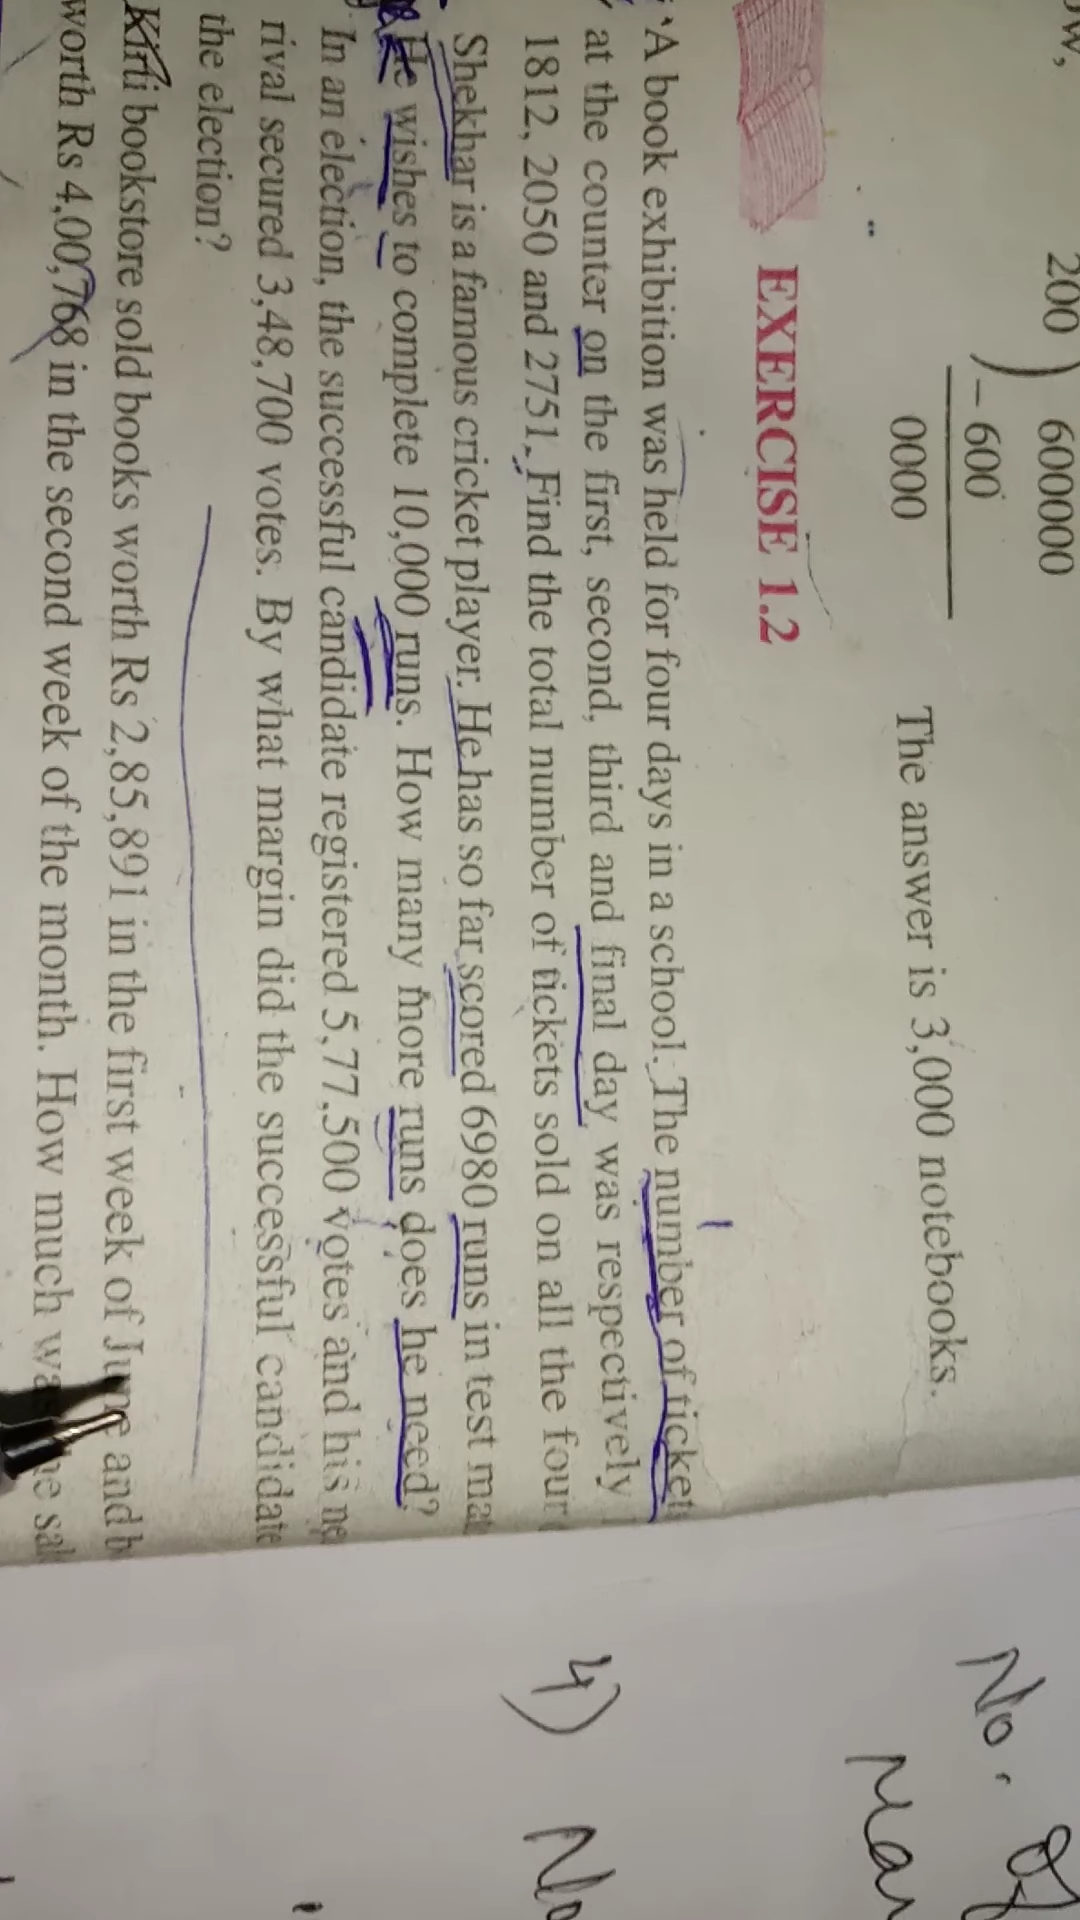 ow,
200 ) 600000
– 600
0000
The answer is 3,000 notebooks.
EXERCISE 1.2
A book exhibition was held for four days in a school. The number of ticket
at the counter on the first, second, third and final day was respectively
1812, 2050 and 2751. Find the total number of tickets sold on all the four
Shekhar is a famous cricket player. He has so far scored 6980 runs in test mat
He wishes to complete 10,000 runs. How many more runs does he need?
In an election, the successful candidate registered 5,77,500 votes and his ne
rival secured 3,48,700 votes. By what margin did the successful candidate
the election?
Kirti bookstore sold books worth Rs 2,85,891 in the first week of June and b
worth Rs 4,00,768 in the second week of the month. How much was the sal
No. of
4) No